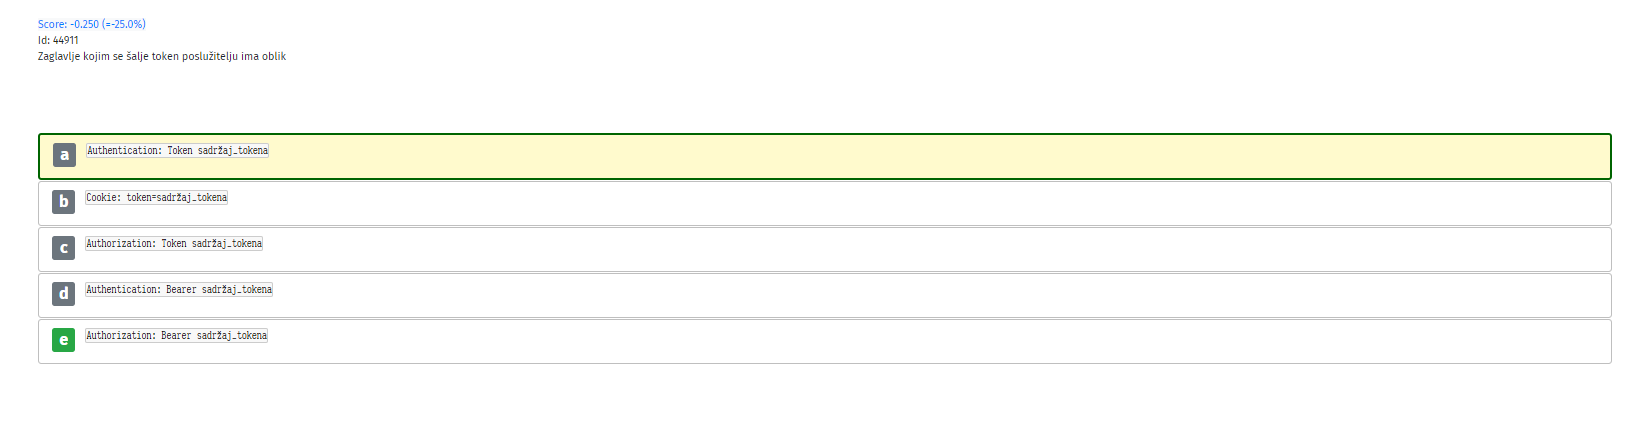 Score: -0.250 (=-25.0%)
Id: 44911
Zaglavlje kojim se šalje token poslužitelju ima oblik
a Authentication: Token sadržaj_tokena
b Cookie: token=sadržaj_tokena
c Authorization: Token sadržaj_tokena
d Authentication: Bearer sadržaj_tokena
e Authorization: Bearer sadržaj_tokena